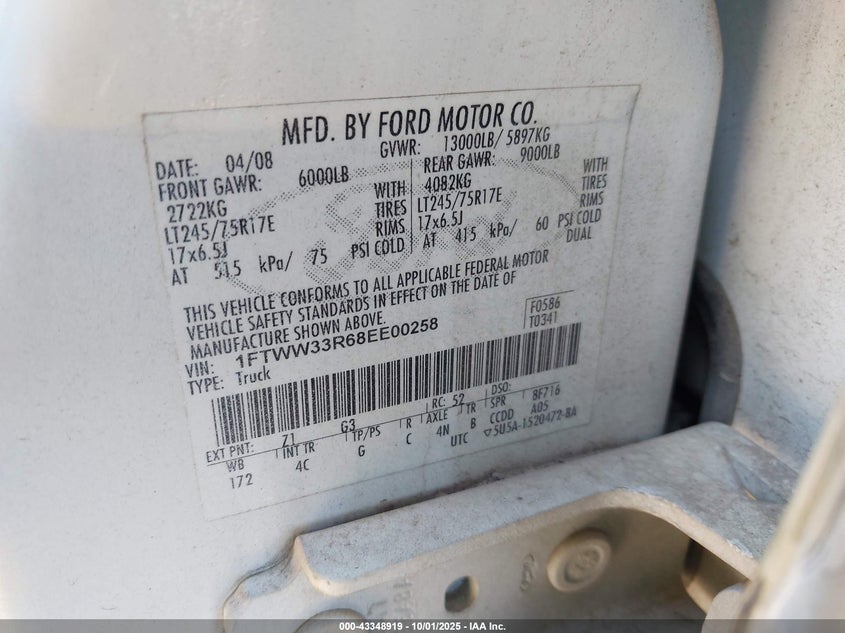 MFD. BY FORD MOTOR CO.
DATE: 04/08 GVWR: 13000LB/ 5897KG
FRONT GAWR: 6000LB REAR GAWR: 9000LB
2722KG WITH 4082KG WITH
LT245/75R17E TIRES LT245/75R17E TIRES
17x6.5J RIMS 17x6.5J RIMS
AT 515 kPa/ 75 PSI COLD AT 415 kPa/ 60 PSI COLD
DUAL
THIS VEHICLE CONFORMS TO ALL APPLICABLE FEDERAL MOTOR
VEHICLE SAFETY STANDARDS IN EFFECT ON THE DATE OF
MANUFACTURE SHOWN ABOVE.
F0586
T0341
VIN: 1FTWW33R68EE00258
TYPE: Truck
EXT PNT: Z1 G3 RC: 52 DSO:
WB INT TR TP/PS R AXLE TR SPR 8F716
172 4C G C 4N B CCDD A05
UTC ▽5U5A-1520472-BA
000-43348919 - 10/01/2025 - IAA Inc.